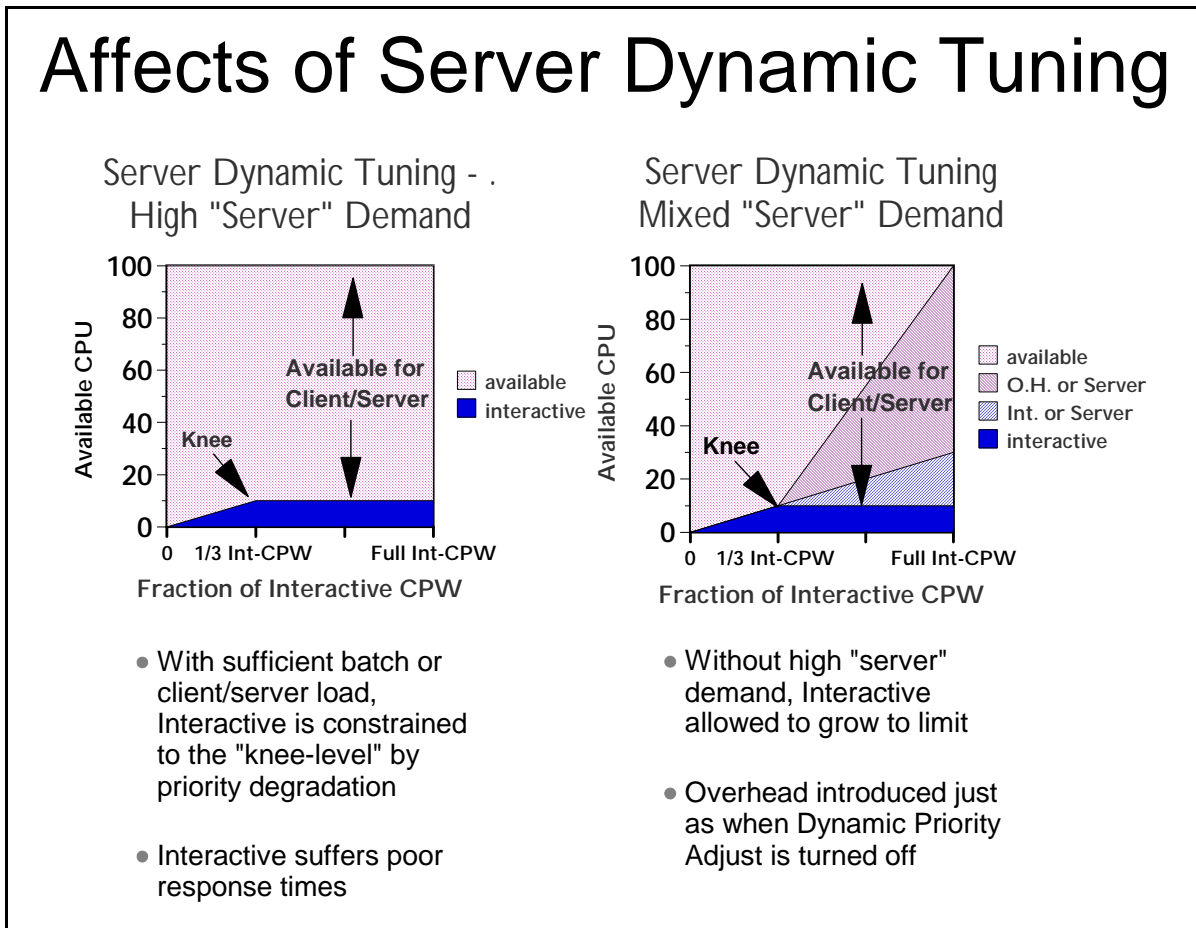 Affects of Server Dynamic Tuning
Server Dynamic Tuning - .
High "Server" Demand
100
80
60
40
20
0
Available CPU
Available for
Client/Server
Knee
available
interactive
0
1/3 Int-CPW
Full Int-CPW
Fraction of Interactive CPW
With sufficient batch or
client/server load,
Interactive is constrained
to the "knee-level" by
priority degradation
Interactive suffers poor
response times
Server Dynamic Tuning
Mixed "Server" Demand
100
80
60
40
20
0
Available CPU
Available for
Client/Server
Knee
available
O.H. or Server
Int. or Server
interactive
0
1/3 Int-CPW
Full Int-CPW
Fraction of Interactive CPW
Without high "server"
demand, Interactive
allowed to grow to limit
Overhead introduced just
as when Dynamic Priority
Adjust is turned off